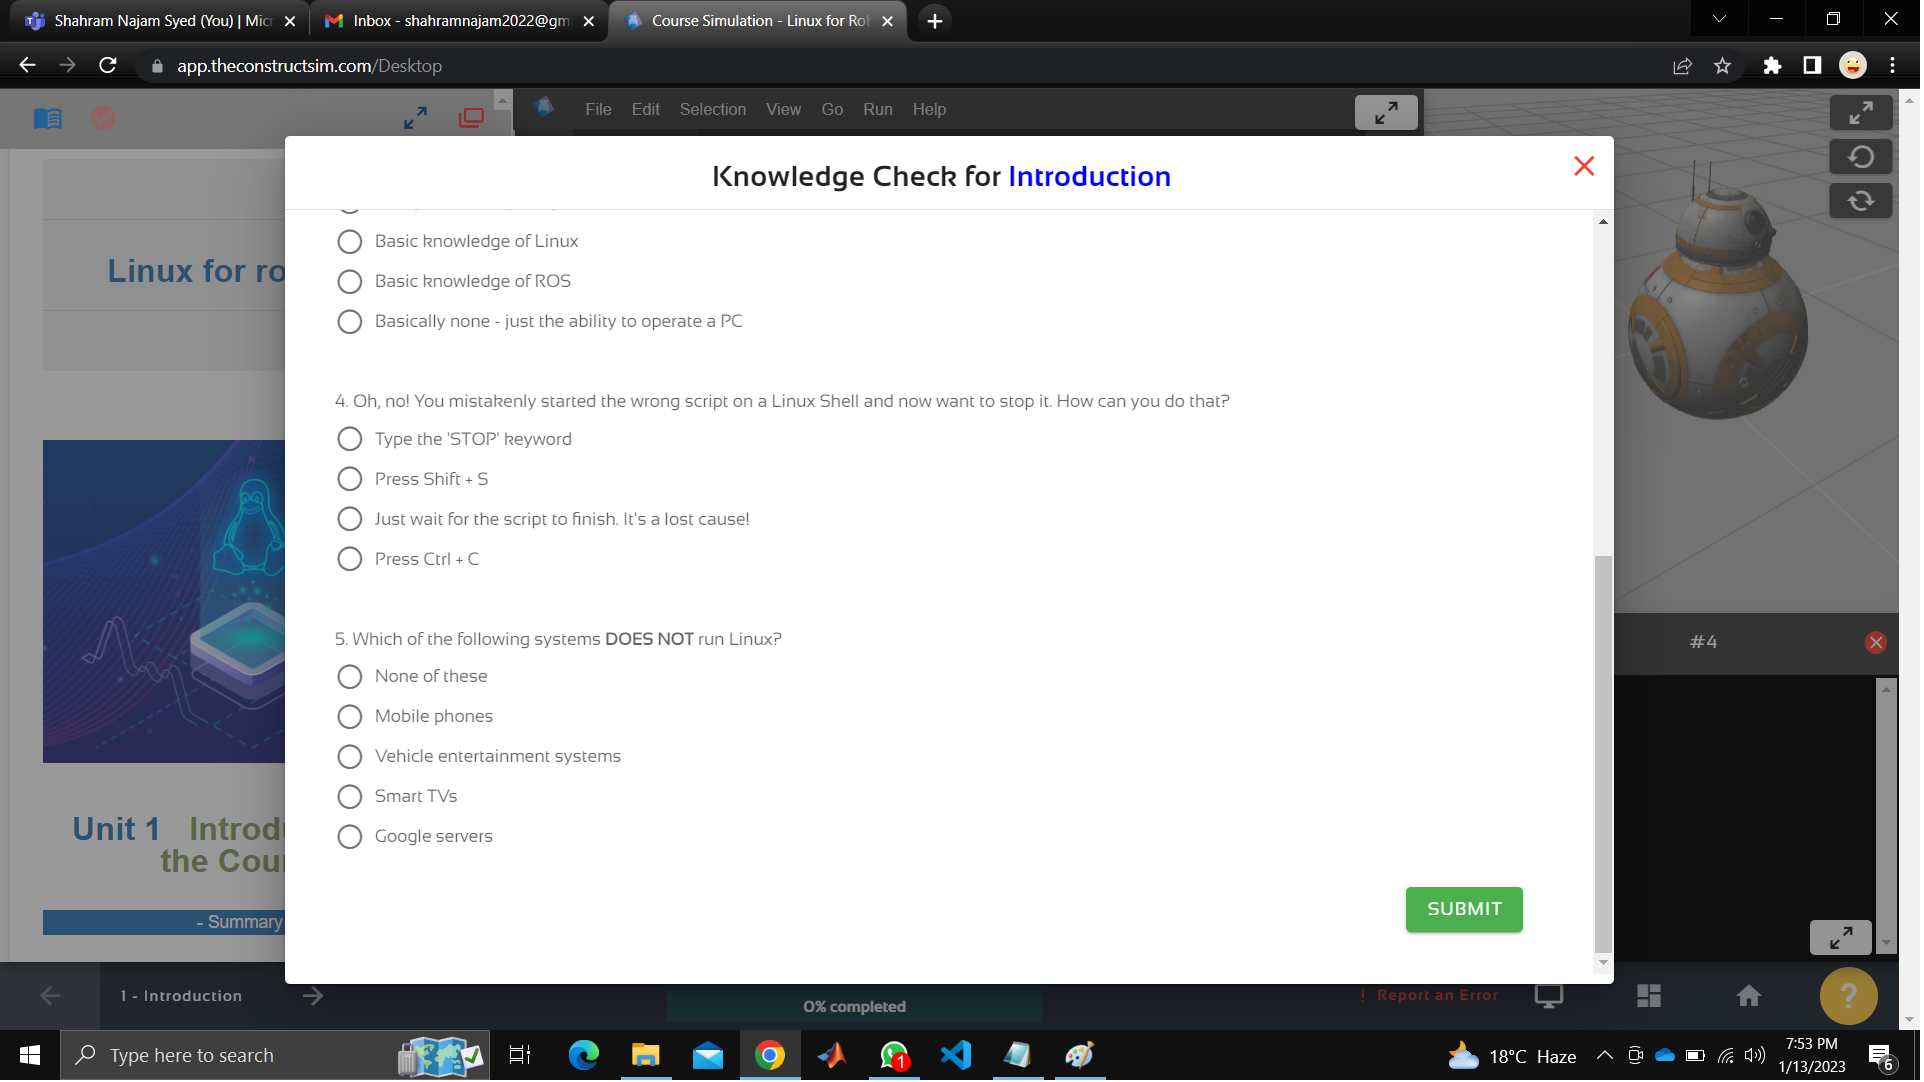 Shahram Najam Syed (You) | Mic
Inbox - shahramnajam2022@gm
Course Simulation - Linux for Rob
app.theconstructsim.com/Desktop
File Edit Selection View Go Run Help
Knowledge Check for Introduction
Linux for ro
Basic knowledge of Linux
Basic knowledge of ROS
Basically none - just the ability to operate a PC
4. Oh, no! You mistakenly started the wrong script on a Linux Shell and now want to stop it. How can you do that?
Type the 'STOP' keyword
Press Shift + S
Just wait for the script to finish. It's a lost cause!
Press Ctrl + C
5. Which of the following systems DOES NOT run Linux?
None of these
Mobile phones
Vehicle entertainment systems
Smart TVs
Google servers
SUBMIT
#4
Unit 1 Introdu
the Cour
- Summary
1 - Introduction
0% completed
! Report an Error
?
Type here to search
1
18°C Haze
7:53 PM
1/13/2023
6